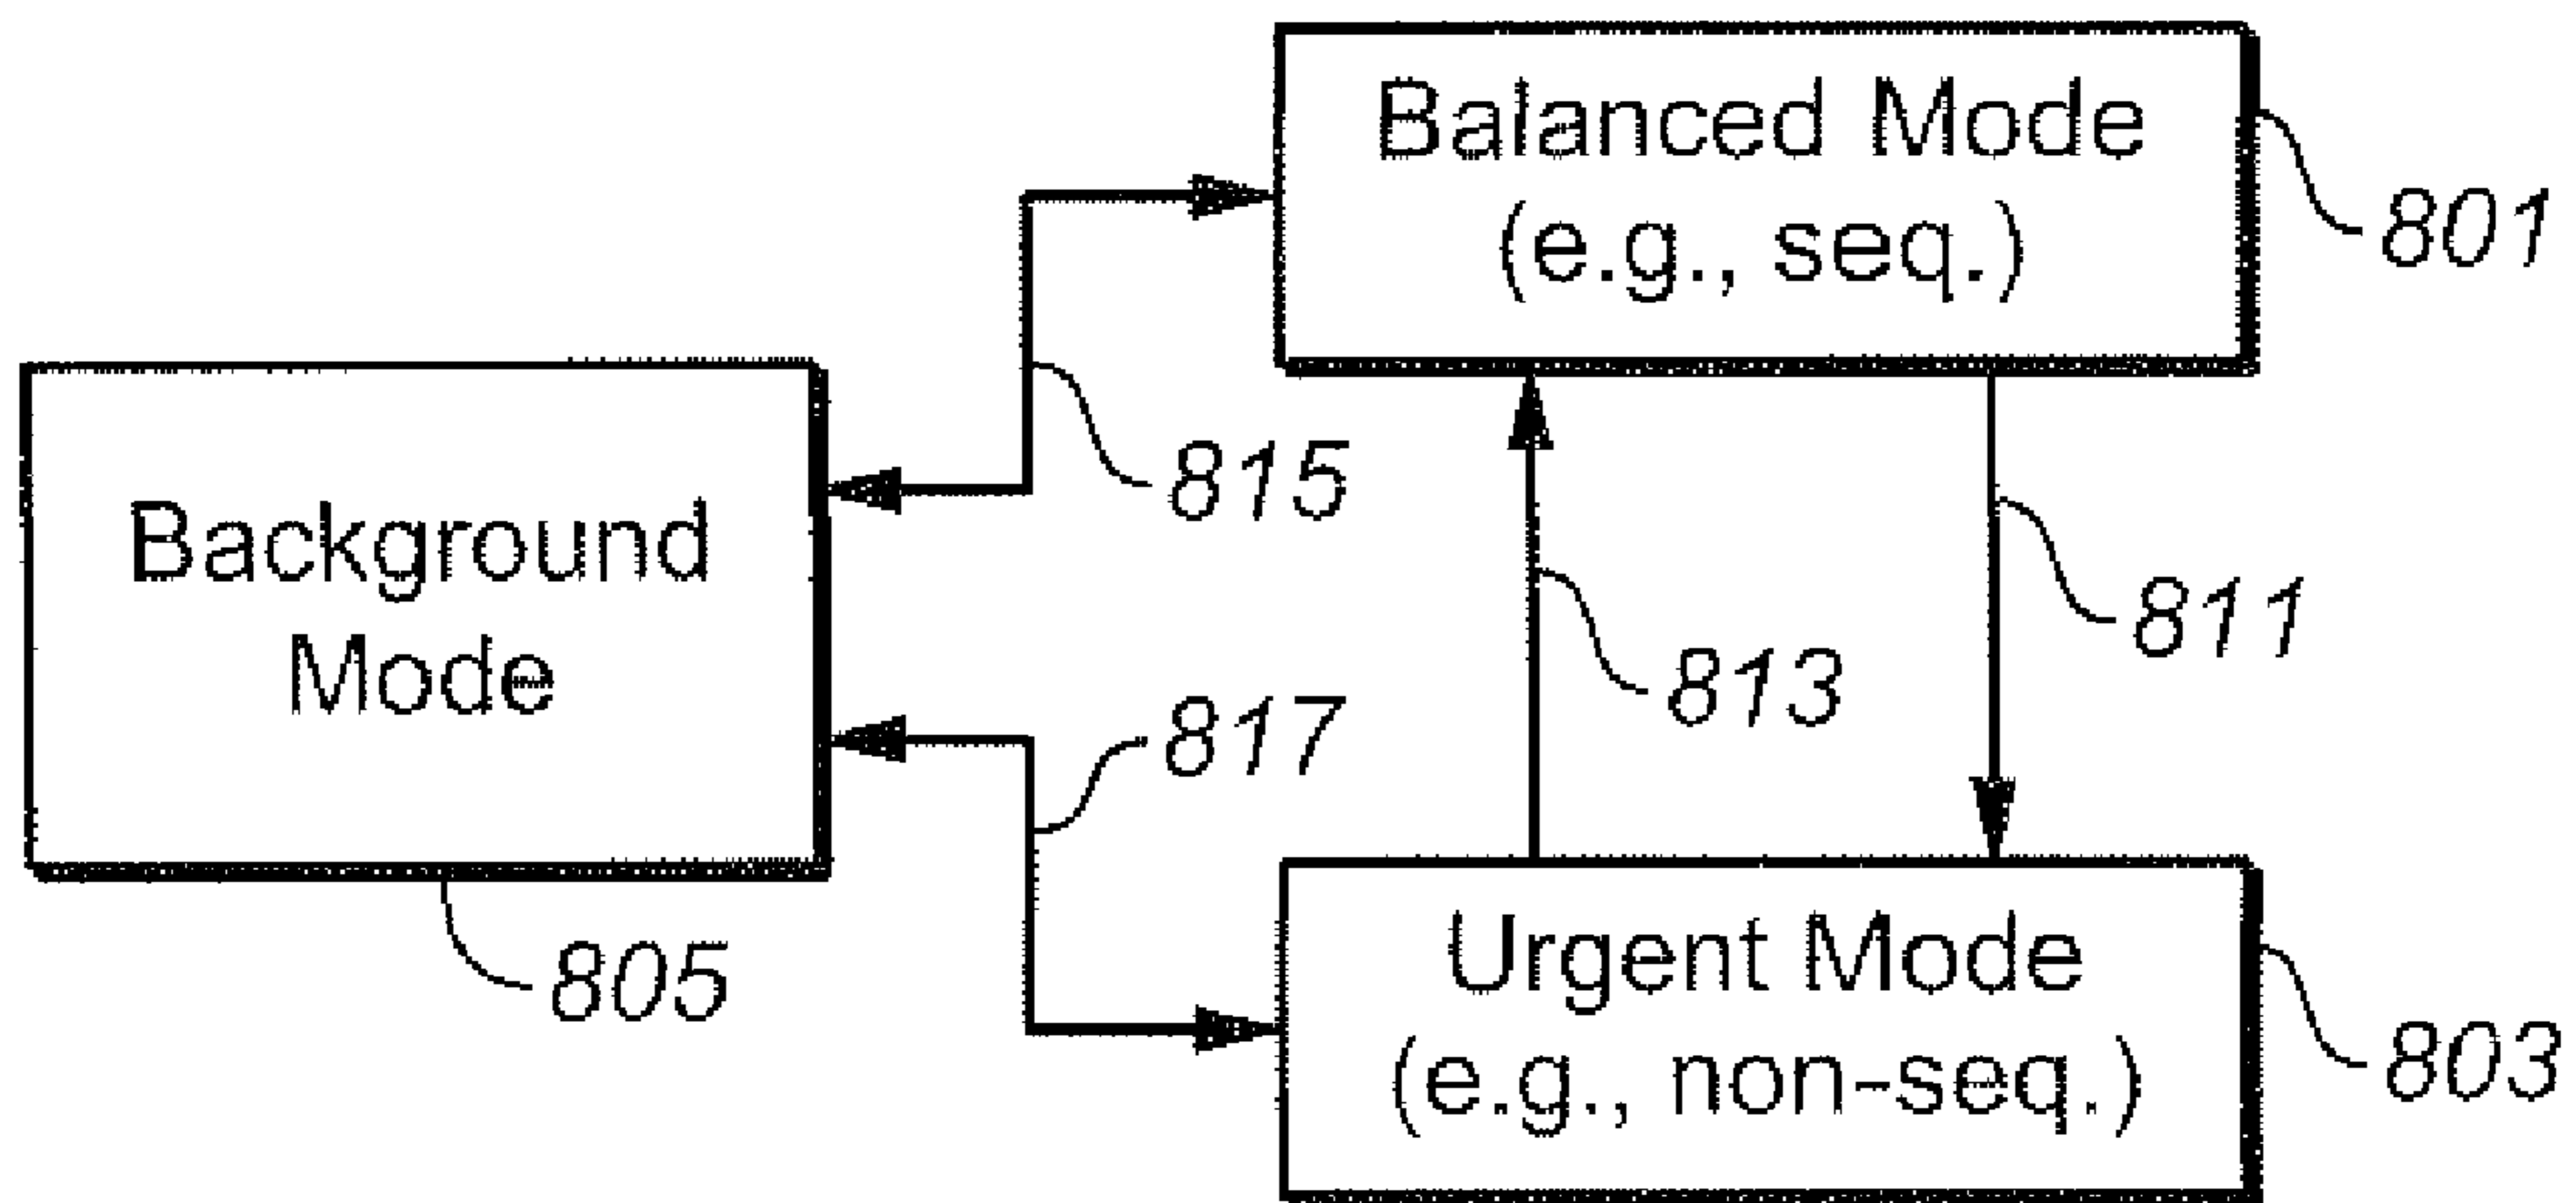 Balanced Mode
(e.g., seq.)
801
815
Background
Mode
813
811
817
805
Urgent Mode
(e.g., non-seq.)
803